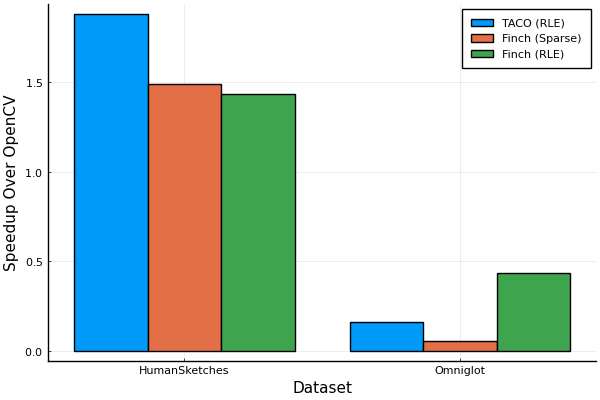 TACO (RLE)
Finch (Sparse)
Finch (RLE)
Speedup Over OpenCV
1.5
1.0
0.5
0.0
HumanSketches
Omniglot
Dataset